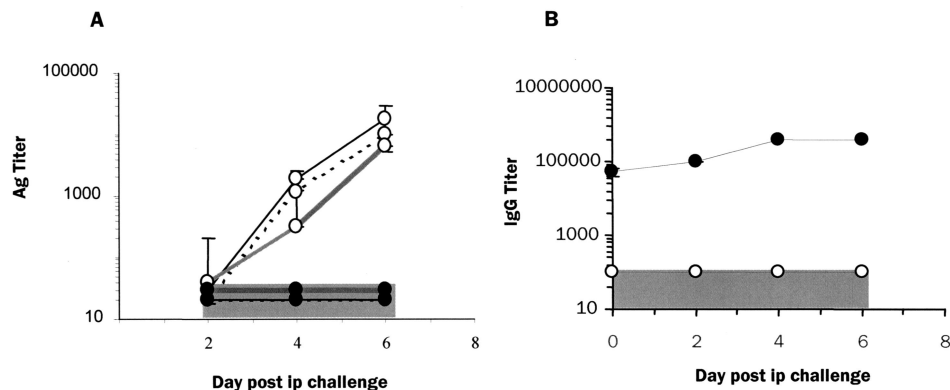 A
100000
1000
10
Ag Titer
2 4 6 8
Day post ip challenge
B
10000000
1000000
1000
10
IgG Titer
0 2 4 6 8
Day post ip challenge